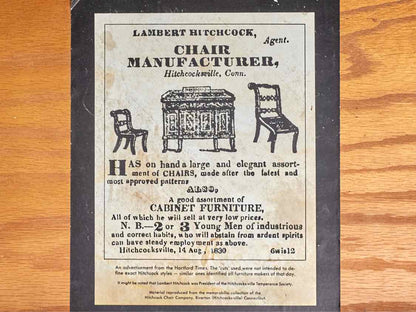 LAMBERT HITCHCOCK,
Agent.
CHAIR
MANUFACTURER,
Hitchcocksville, Conn.
HAS on hand a large and elegant assort-
ment of CHAIRS, made after the latest and
most approved patterns
ALSO,
A good assortment of
CABINET FURNITURE,
All of which he will sell at very low prices.
N. B.—2 or 3 Young Men of industrious
and correct habits, who will abstain from ardent spirits
can have steady employment as above.
Hitchcocksville, 14 Aug, 1830 6wis12
An advertisement from the Hartford Times. The 'cuts' used were not intended to de-
fine exact Hitchcock styles — similar ones identified all furniture makers of that day.
It might be noted that Lambert Hitchcock was President of the Hitchcocksville Temperance Society.
Material reproduced from the memorabilia collection of the
Hitchcock Chair Company, Riverton (Hitchcocksville) Connecticut.